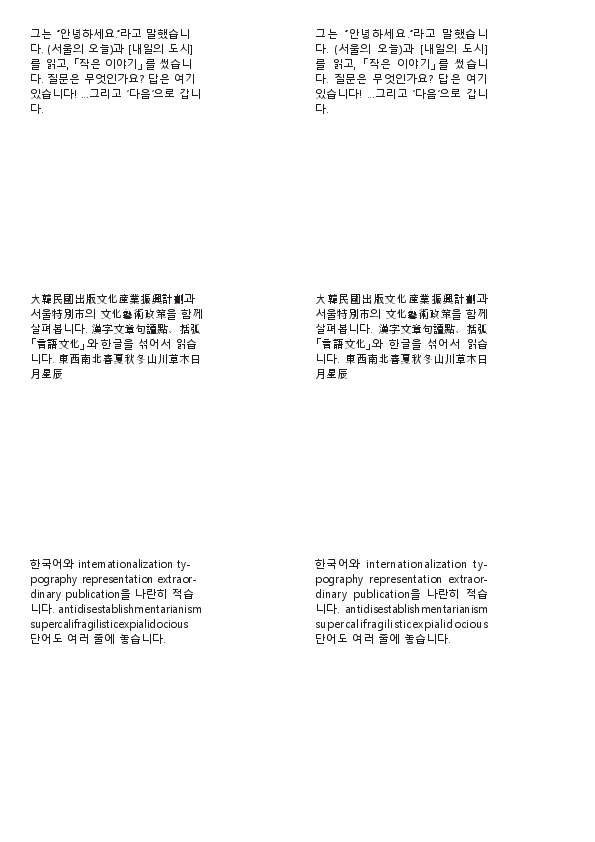 그는 “안녕하세요.”라고 말했습니
다. (서울의 오늘)과 [내일의 도시]
를 읽고, 「작은 이야기」를 썼습니
다. 질문은 무엇인가요? 답은 여기
있습니다! …그리고 ‘다음’으로 갑니
다.
그는 “안녕하세요.”라고 말했습니
다. (서울의 오늘)과 [내일의 도시]
를 읽고, 「작은 이야기」를 썼습니
다. 질문은 무엇인가요? 답은 여기
있습니다! …그리고 ‘다음’으로 갑니
다.
大韓民國出版文化産業振興計劃과
서울特別市의 文化藝術政策을 함께
살펴봅니다. 漢字文章句讀點、括弧
「言語文化」와 한글을 섞어서 읽습
니다. 東西南北春夏秋冬山川草木日
月星辰
大韓民國出版文化産業振興計劃과
서울特別市의 文化藝術政策을 함께
살펴봅니다. 漢字文章句讀點、括弧
「言語文化」와 한글을 섞어서 읽습
니다. 東西南北春夏秋冬山川草木日
月星辰
한국어와 internationalization ty-
pography representation extraor-
dinary publication을 나란히 적습
니다. antidisestablishmentarianism
supercalifragilisticexpialidocious
단어도 여러 줄에 놓습니다.
한국어와 internationalization ty-
pography representation extraor-
dinary publication을 나란히 적습
니다. antidisestablishmentarianism
supercalifragilisticexpialidocious
단어도 여러 줄에 놓습니다.